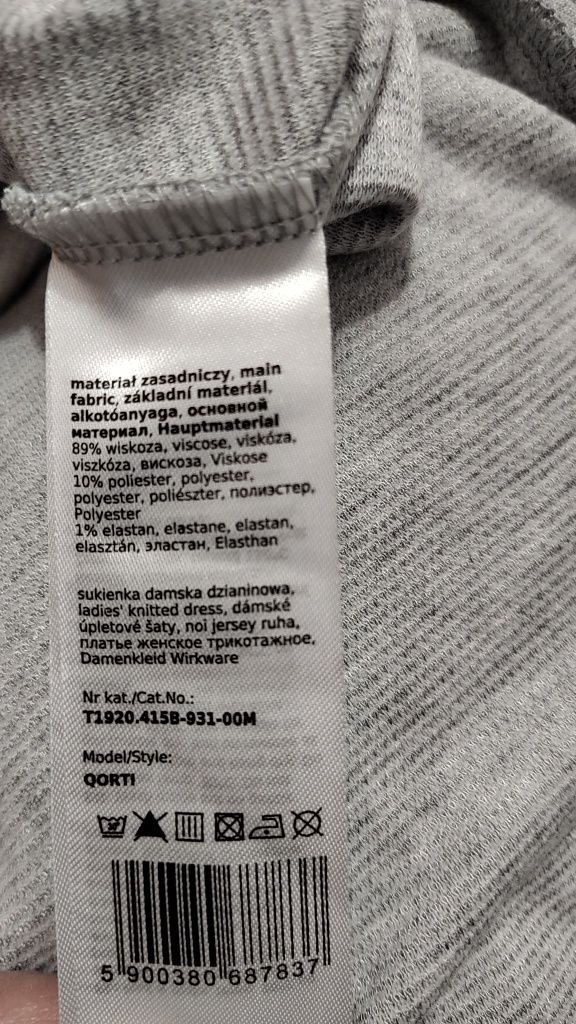 materiał zasadniczy, main
fabric, základní materiál,
alkotóanyaga, основной
материал, Hauptmaterial
89% wiskoza, viscose, viskóza,
viszkóza, вискоза, Viskose
10% poliester, polyester,
polyester, poliészter, полиэстер,
Polyester
1% elastan, elastane, elastan,
elasztán, эластан, Elasthan
sukienka damska dzianinowa,
ladies' knitted dress, dámské
úpletové šaty, noi jersey ruha,
платье женское трикотажное,
Damenkleid Wirkware
Nr kat./Cat.No.:
T1920.415B-931-00M
Model/Style:
QORTI
5 900380 687837